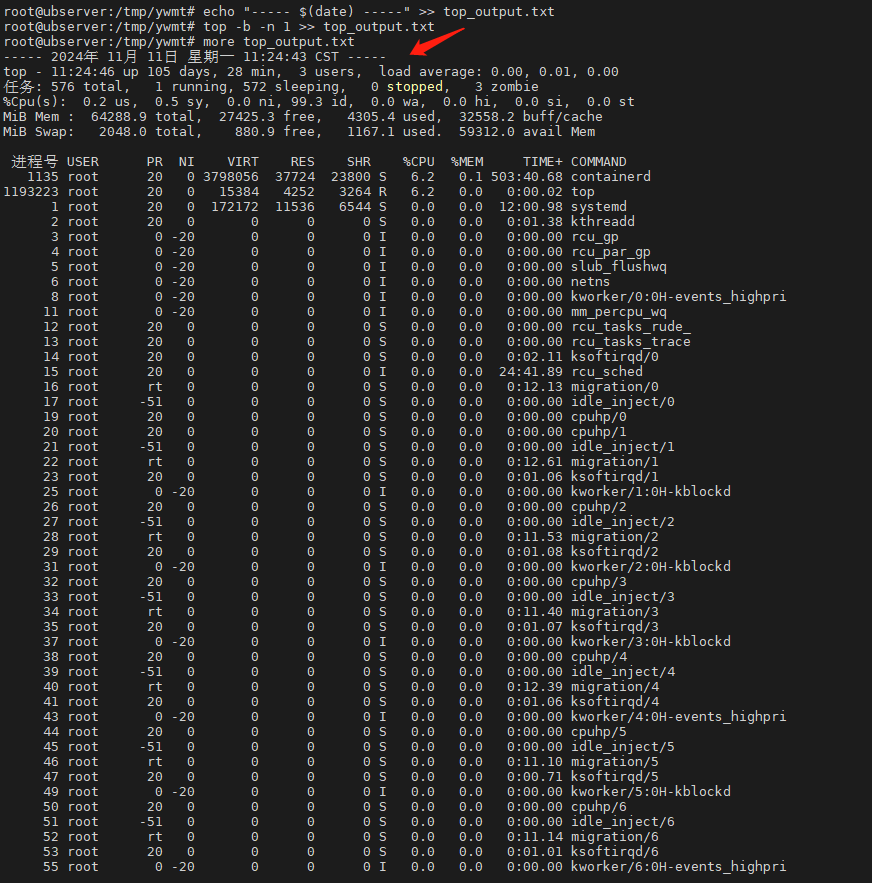 root@ubserver:/tmp/ywmt# echo "----- $(date) -----" >> top_output.txt
root@ubserver:/tmp/ywmt# top -b -n 1 >> top_output.txt
root@ubserver:/tmp/ywmt# more top_output.txt
----- 2024年 11月 11日 星期一 11:24:43 CST -----
top - 11:24:46 up 105 days, 28 min,  3 users,  load average: 0.00, 0.01, 0.00
任务: 576 total,   1 running, 572 sleeping,   0 stopped,   3 zombie
%Cpu(s):  0.2 us,  0.5 sy,  0.0 ni, 99.3 id,  0.0 wa,  0.0 hi,  0.0 si,  0.0 st
MiB Mem :  64288.9 total,  27425.3 free,   4305.4 used,  32558.2 buff/cache
MiB Swap:   2048.0 total,    880.9 free,   1167.1 used.  59312.0 avail Mem
进程号 USER      PR  NI    VIRT    RES    SHR    %CPU  %MEM     TIME+ COMMAND
1135 root      20   0 3798056  37724  23800 S   6.2   0.1 503:40.68 containerd
1193223 root      20   0   15384   4252   3264 R   6.2   0.0   0:00.02 top
1 root      20   0  172172  11536   6544 S   0.0   0.0  12:00.98 systemd
2 root      20   0       0      0      0 S   0.0   0.0   0:01.38 kthreadd
3 root       0 -20       0      0      0 I   0.0   0.0   0:00.00 rcu_gp
4 root       0 -20       0      0      0 I   0.0   0.0   0:00.00 rcu_par_gp
5 root       0 -20       0      0      0 I   0.0   0.0   0:00.00 slub_flushwq
6 root       0 -20       0      0      0 I   0.0   0.0   0:00.00 netns
8 root       0 -20       0      0      0 I   0.0   0.0   0:00.00 kworker/0:0H-events_highpri
11 root       0 -20       0      0      0 I   0.0   0.0   0:00.00 mm_percpu_wq
12 root      20   0       0      0      0 S   0.0   0.0   0:00.00 rcu_tasks_rude_
13 root      20   0       0      0      0 S   0.0   0.0   0:00.00 rcu_tasks_trace
14 root      20   0       0      0      0 S   0.0   0.0   0:02.11 ksoftirqd/0
15 root      20   0       0      0      0 I   0.0   0.0  24:41.89 rcu_sched
16 root      rt   0       0      0      0 S   0.0   0.0   0:12.13 migration/0
17 root     -51   0       0      0      0 S   0.0   0.0   0:00.00 idle_inject/0
19 root      20   0       0      0      0 S   0.0   0.0   0:00.00 cpuhp/0
20 root      20   0       0      0      0 S   0.0   0.0   0:00.00 cpuhp/1
21 root     -51   0       0      0      0 S   0.0   0.0   0:00.00 idle_inject/1
22 root      rt   0       0      0      0 S   0.0   0.0   0:12.61 migration/1
23 root      20   0       0      0      0 S   0.0   0.0   0:01.06 ksoftirqd/1
25 root       0 -20       0      0      0 I   0.0   0.0   0:00.00 kworker/1:0H-kblockd
26 root      20   0       0      0      0 S   0.0   0.0   0:00.00 cpuhp/2
27 root     -51   0       0      0      0 S   0.0   0.0   0:00.00 idle_inject/2
28 root      rt   0       0      0      0 S   0.0   0.0   0:11.53 migration/2
29 root      20   0       0      0      0 S   0.0   0.0   0:01.08 ksoftirqd/2
31 root       0 -20       0      0      0 I   0.0   0.0   0:00.00 kworker/2:0H-kblockd
32 root      20   0       0      0      0 S   0.0   0.0   0:00.00 cpuhp/3
33 root     -51   0       0      0      0 S   0.0   0.0   0:00.00 idle_inject/3
34 root      rt   0       0      0      0 S   0.0   0.0   0:11.40 migration/3
35 root      20   0       0      0      0 S   0.0   0.0   0:01.07 ksoftirqd/3
37 root       0 -20       0      0      0 I   0.0   0.0   0:00.00 kworker/3:0H-kblockd
38 root      20   0       0      0      0 S   0.0   0.0   0:00.00 cpuhp/4
39 root     -51   0       0      0      0 S   0.0   0.0   0:00.00 idle_inject/4
40 root      rt   0       0      0      0 S   0.0   0.0   0:12.39 migration/4
41 root      20   0       0      0      0 S   0.0   0.0   0:01.06 ksoftirqd/4
43 root       0 -20       0      0      0 I   0.0   0.0   0:00.00 kworker/4:0H-events_highpri
44 root      20   0       0      0      0 S   0.0   0.0   0:00.00 cpuhp/5
45 root     -51   0       0      0      0 S   0.0   0.0   0:00.00 idle_inject/5
46 root      rt   0       0      0      0 S   0.0   0.0   0:11.10 migration/5
47 root      20   0       0      0      0 S   0.0   0.0   0:00.71 ksoftirqd/5
49 root       0 -20       0      0      0 I   0.0   0.0   0:00.00 kworker/5:0H-kblockd
50 root      20   0       0      0      0 S   0.0   0.0   0:00.00 cpuhp/6
51 root     -51   0       0      0      0 S   0.0   0.0   0:00.00 idle_inject/6
52 root      rt   0       0      0      0 S   0.0   0.0   0:11.14 migration/6
53 root      20   0       0      0      0 S   0.0   0.0   0:01.01 ksoftirqd/6
55 root       0 -20       0      0      0 I   0.0   0.0   0:00.00 kworker/6:0H-events_highpri